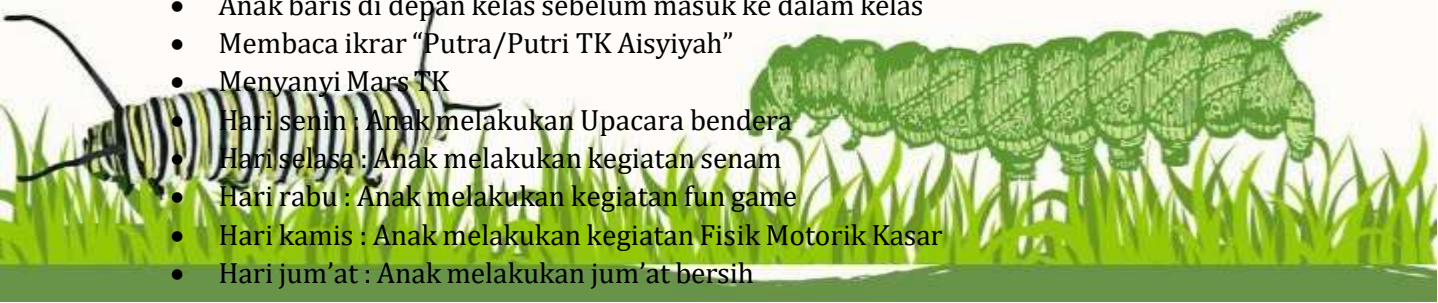 • Anak baris di depan kelas sebelum masuk ke dalam kelas
• Membaca ikrar “Putra/Putri TK Aisyiyah”
• Menyanyi Mars TK
• Hari senin : Anak melakukan Upacara bendera
• Hari selasa : Anak melakukan kegiatan senam
• Hari rabu : Anak melakukan kegiatan fun game
• Hari kamis : Anak melakukan kegiatan Fisik Motorik Kasar
• Hari jum’at : Anak melakukan jum’at bersih